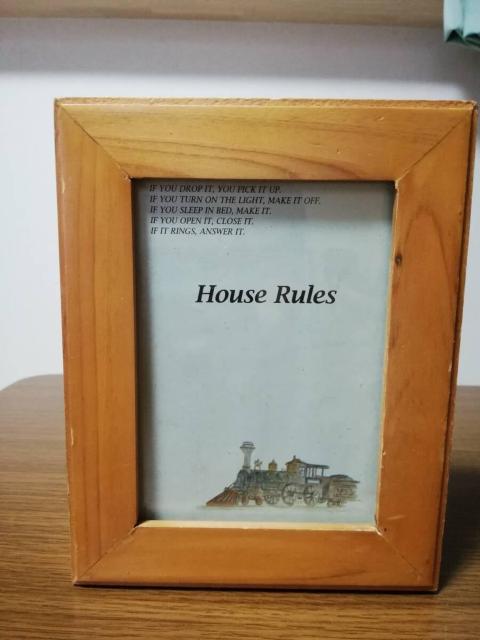 IF YOU DROP IT, YOU PICK IT UP.
IF YOU TURN ON THE LIGHT, MAKE IT OFF.
IF YOU SLEEP IN BED, MAKE IT.
IF YOU OPEN IT, CLOSE IT.
IF IT RINGS, ANSWER IT.
House Rules